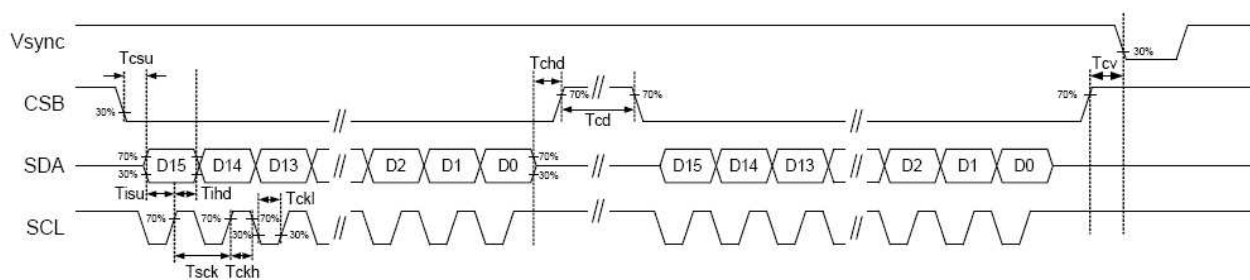 Vsync
30%
Tcsu
Tchd
Tcv
CSB
30%
70%
70%
70%
Tcd
SDA
70%
30%
D15
D14
D13
D2
D1
D0
70%
30%
D15
D14
D13
D2
D1
D0
Tisu
Tihd
Tckl
SCL
70%
70%
30%
70%
30%
Tsck
Tckh